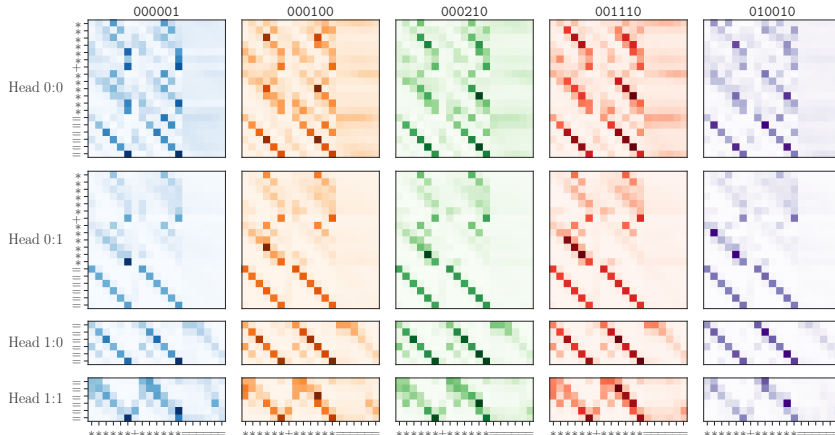 000001 000100 000210 001110 010010
Head 0:0
******+******======
Head 0:1
******+******======
Head 1:0
======
Head 1:1
======
******+******====== ******+******====== ******+******====== ******+******====== ******+******======